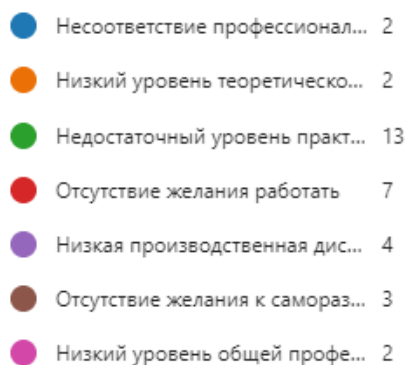 Несоответствие профессионал... 2
Низкий уровень теоретическо... 2
Недостаточный уровень практ... 13
Отсутствие желания работать 7
Низкая производственная дис... 4
Отсутствие желания к самораз... 3
Низкий уровень общей профе... 2